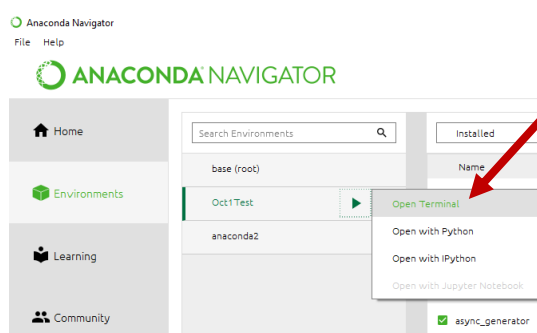 Anaconda Navigator
File Help
ANACONDA NAVIGATOR
Home
Environments
Learning
Community
Search Environments
base (root)
Oct1Test
anaconda2
Installed
Name
Open Terminal
Open with Python
Open with IPython
Open with Jupyter Notebook
async_generator